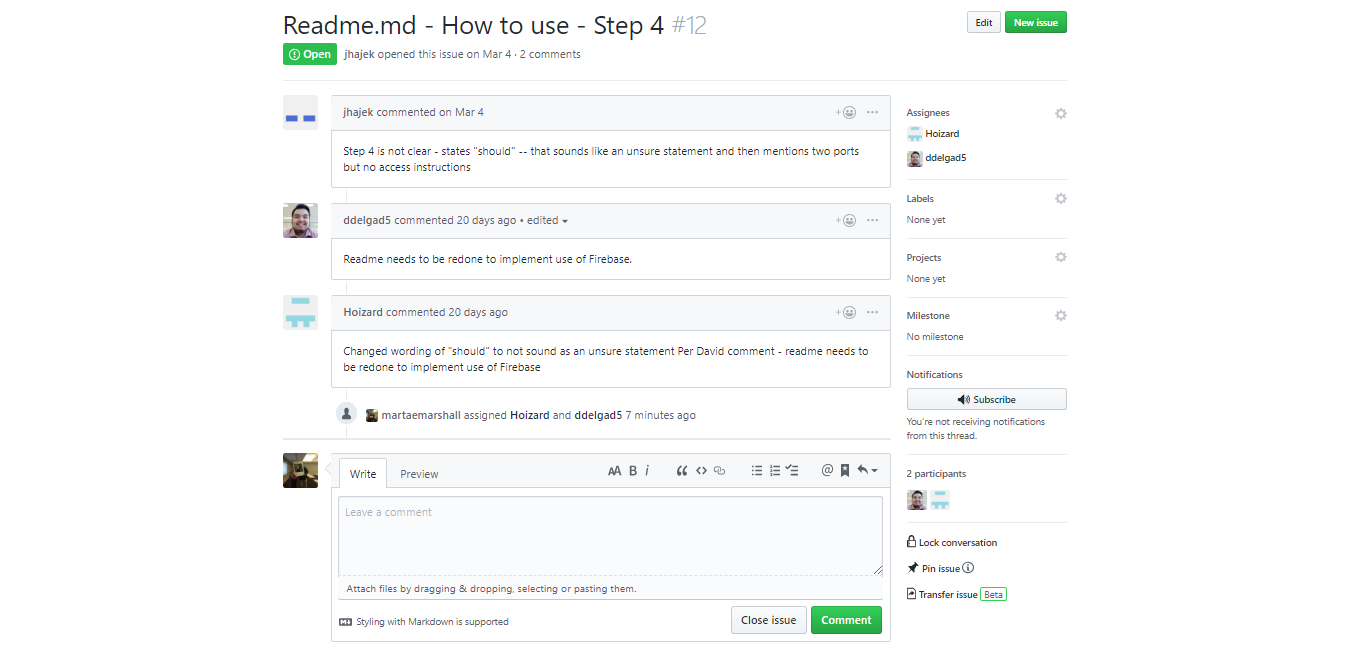 Readme.md - How to use - Step 4 #12
Edit
New issue
Open
jhajek opened this issue on Mar 4 · 2 comments
jhajek commented on Mar 4
Step 4 is not clear - states "should" -- that sounds like an unsure statement and then mentions two ports
but no access instructions
ddelgad5 commented 20 days ago • edited
Readme needs to be redone to implement use of Firebase.
Hoizard commented 20 days ago
Changed wording of "should" to not sound as an unsure statement Per David comment - readme needs to
be redone to implement use of Firebase
martaemarshall assigned Hoizard and ddelgad5 7 minutes ago
Write
Preview
AA B i
Leave a comment
Attach files by dragging & dropping, selecting or pasting them.
Styling with Markdown is supported
Close issue
Comment
Assignees
Hoizard
ddelgad5
Labels
None yet
Projects
None yet
Milestone
No milestone
Notifications
Subscribe
You're not receiving notifications
from this thread.
2 participants
Lock conversation
Pin issue
Transfer issue Beta